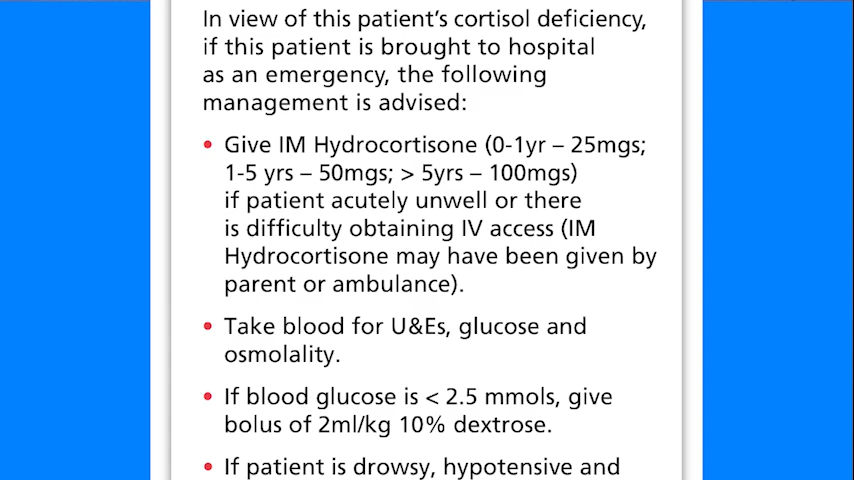 In view of this patient's cortisol deficiency,
if this patient is brought to hospital
as an emergency, the following
management is advised:
• Give IM Hydrocortisone (0-1yr – 25mgs;
1-5 yrs – 50mgs; > 5yrs – 100mgs)
if patient acutely unwell or there
is difficulty obtaining IV access (IM
Hydrocortisone may have been given by
parent or ambulance).
• Take blood for U&Es, glucose and
osmolality.
• If blood glucose is < 2.5 mmols, give
bolus of 2ml/kg 10% dextrose.
• If patient is drowsy, hypotensive and